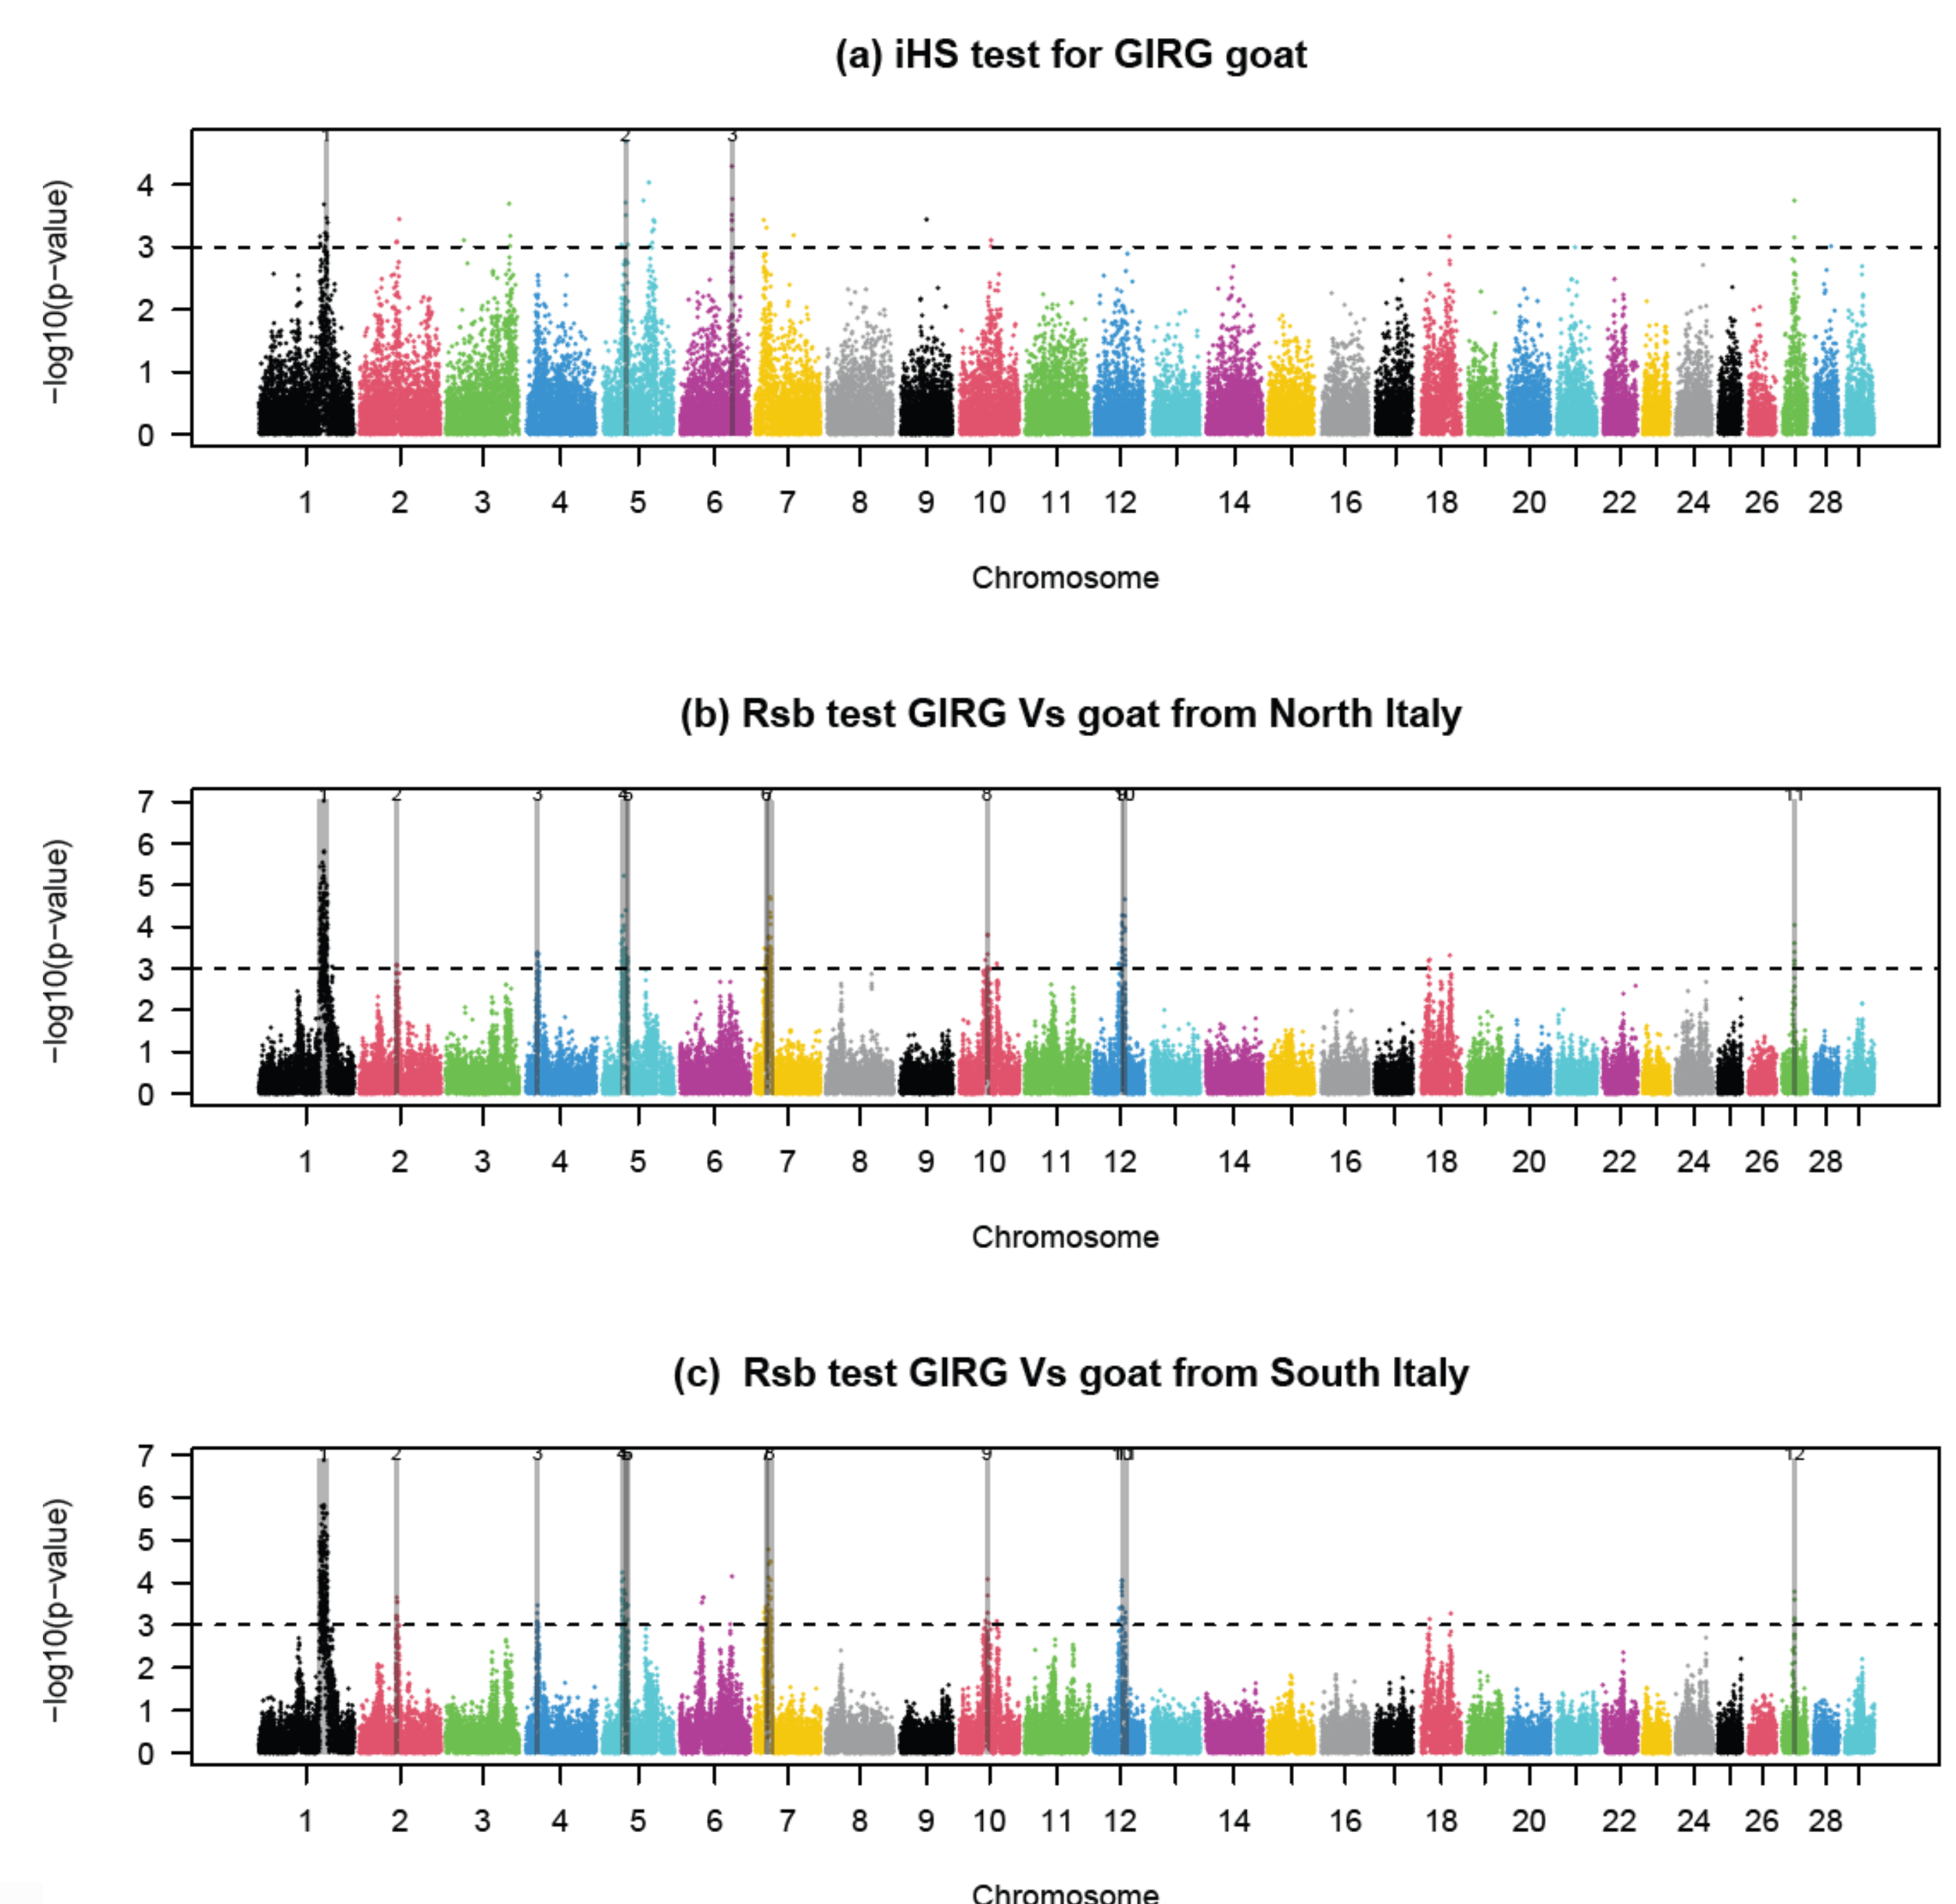 (a) iHS test for GIRG goat
1 2 3
−log10(p−value)
4
3
2
1
0
1 2 3 4 5 6 7 8 9 10 11 12 14 16 18 20 22 24 26 28
Chromosome
(b) Rsb test GIRG Vs goat from North Italy
1 2 3 8 11
−log10(p−value)
7
6
5
4
3
2
1
0
1 2 3 4 5 6 7 8 9 10 11 12 14 16 18 20 22 24 26 28
Chromosome
(c) Rsb test GIRG Vs goat from South Italy
1 2 3 9 12
−log10(p−value)
7
6
5
4
3
2
1
0
1 2 3 4 5 6 7 8 9 10 11 12 14 16 18 20 22 24 26 28
Chromosome